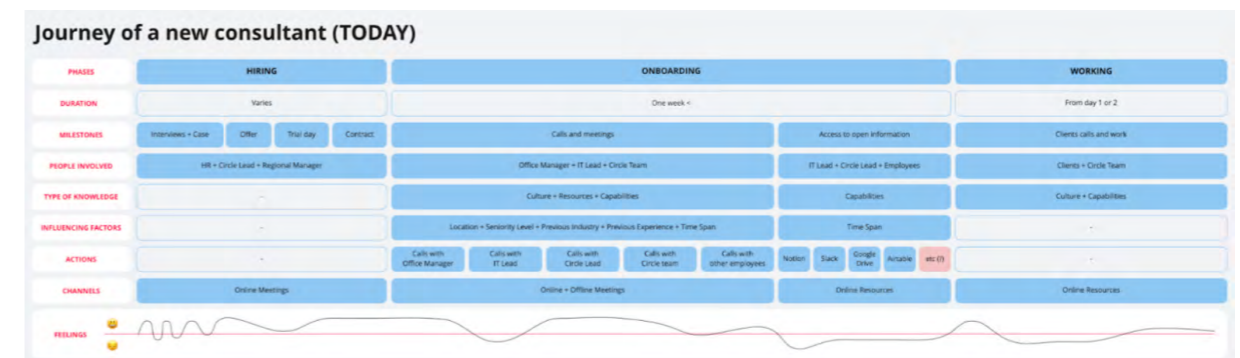 Journey of a new consultant (TODAY)
PHASES
HIRING
ONBOARDING
WORKING
DURATION
Varies
One week <
From day 1 or 2
MILESTONES
Interviews + Case
Offer
Trial day
Contract
Calls and meetings
Access to open information
Clients calls and work
PEOPLE INVOLVED
HR + Circle Lead + Regional Manager
Office Manager + IT Lead + Circle Team
IT Lead + Circle Lead + Employees
Clients + Circle Team
TYPE OF KNOWLEDGE
-
Culture + Resources + Capabilities
Capabilities
Culture + Capabilities
INFLUENCING FACTORS
-
Location + Seniority Level + Previous Industry + Previous Experience + Time Span
Time Span
-
ACTIONS
-
Calls with
Office Manager
Calls with
IT Lead
Calls with
Circle Lead
Calls with
Circle team
Calls with
other employees
Notion
Slack
Google
Drive
Airtable
etc (/)
-
CHANNELS
Online Meetings
Online + Offline Meetings
Online Resources
Online Resources
FEELINGS